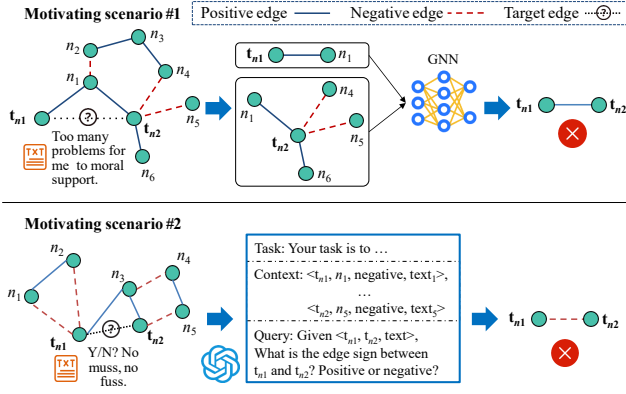 Motivating scenario #1
Positive edge
Negative edge
Target edge
?
n3
n2
n4
n1
tn1
?
tn2
n5
n6
TXT
Too many
problems for
me to moral
support.
tn1
n1
n1
n4
tn2
n5
n6
GNN
tn1
tn2
Motivating scenario #2
n2
n1
n3
n4
n5
tn1
?
tn2
TXT
Y/N? No
muss, no
fuss.
Task: Your task is to …
Context: <tn1, n1, negative, text1>,
…
<tn2, n5, negative, text5>
Query: Given <tn1, tn2, text>,
What is the edge sign between
tn1 and tn2? Positive or negative?
tn1
tn2